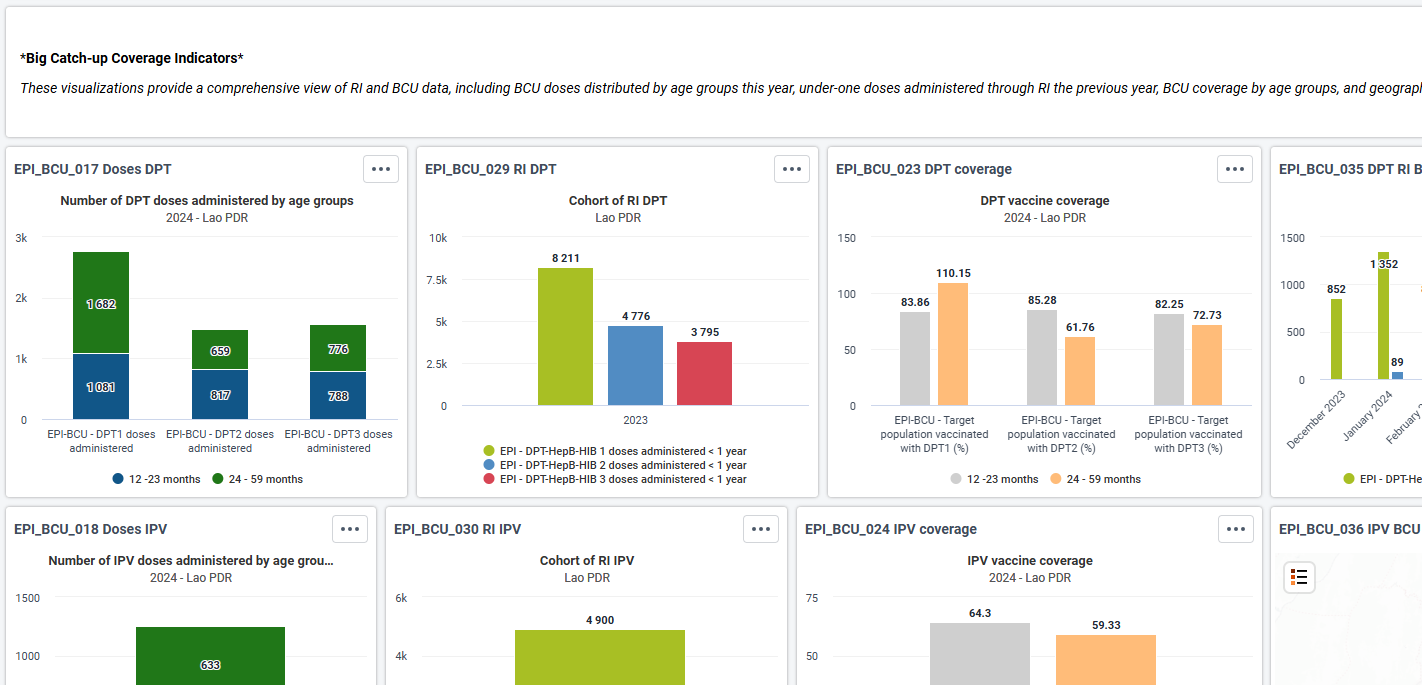 *Big Catch-up Coverage Indicators*
These visualizations provide a comprehensive view of RI and BCU data, including BCU doses distributed by age groups this year, under-one doses administered through RI the previous year, BCU coverage by age groups, and geograph
EPI_BCU_017 Doses DPT
Number of DPT doses administered by age groups
2024 - Lao PDR
3k
2k
1k
0
1 682
1 081
659
817
776
788
EPI-BCU - DPT1 doses
administered
EPI-BCU - DPT2 doses
administered
EPI-BCU - DPT3 doses
administered
12 -23 months
24 - 59 months
EPI_BCU_029 RI DPT
Cohort of RI DPT
Lao PDR
10k
7.5k
5k
2.5k
0
8 211
4 776
3 795
2023
EPI - DPT-HepB-HIB 1 doses administered < 1 year
EPI - DPT-HepB-HIB 2 doses administered < 1 year
EPI - DPT-HepB-HIB 3 doses administered < 1 year
EPI_BCU_023 DPT coverage
DPT vaccine coverage
2024 - Lao PDR
150
100
50
0
83.86
110.15
85.28
61.76
82.25
72.73
EPI-BCU - Target
population vaccinated
with DPT1 (%)
EPI-BCU - Target
population vaccinated
with DPT2 (%)
EPI-BCU - Target
population vaccinated
with DPT3 (%)
12 -23 months
24 - 59 months
EPI_BCU_035 DPT RI B
1500
1000
500
0
852
1 352
89
December 2023
January 2024
February 2
EPI - DPT-He
EPI_BCU_018 Doses IPV
Number of IPV doses administered by age grou...
2024 - Lao PDR
1500
1000
633
EPI_BCU_030 RI IPV
Cohort of RI IPV
Lao PDR
6k
4k
4 900
EPI_BCU_024 IPV coverage
IPV vaccine coverage
2024 - Lao PDR
75
50
64.3
59.33
EPI_BCU_036 IPV BCU